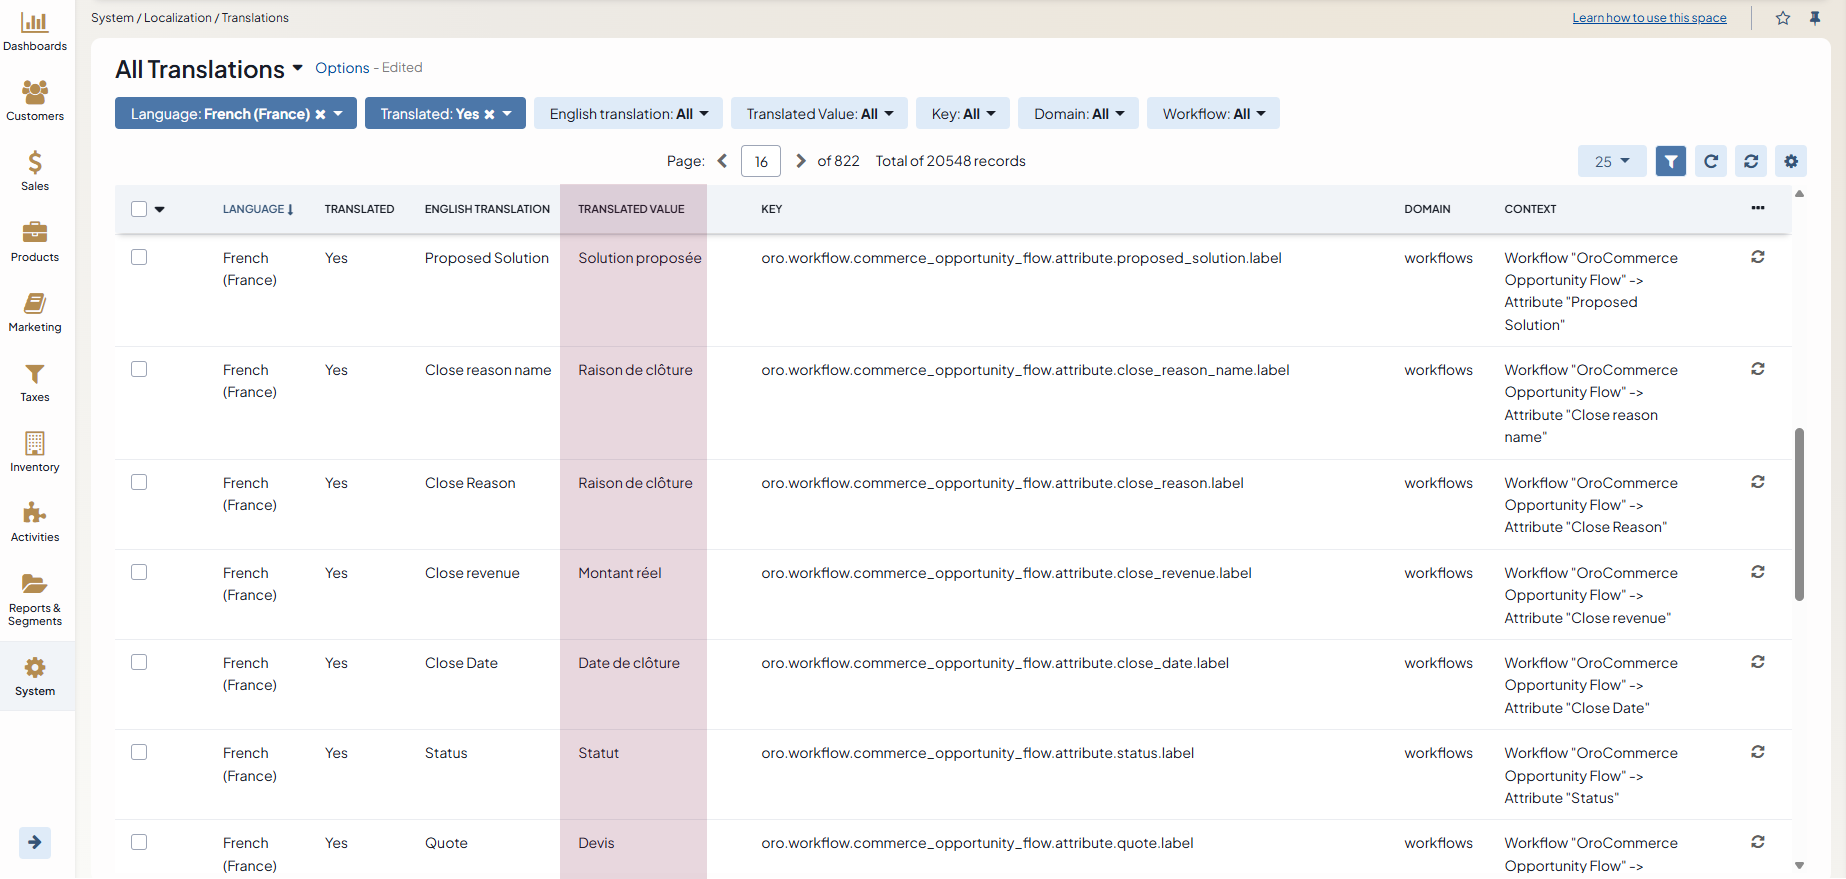 System / Localization / Translations
Learn how to use this space
Dashboards
Customers
Sales
Products
Marketing
Taxes
Inventory
Activities
Reports &
Segments
System
All Translations
Options - Edited
Language: French (France)
Translated: Yes
English translation: All
Translated Value: All
Key: All
Domain: All
Workflow: All
Page: 16 of 822 Total of 20548 records
25
LANGUAGE TRANSLATED ENGLISH TRANSLATION TRANSLATED VALUE KEY DOMAIN CONTEXT
French Yes Proposed Solution Solution proposée oro.workflow.commerce_opportunity_flow.attribute.proposed_solution.label workflows Workflow "OroCommerce
(France) Opportunity Flow" ->
Attribute "Proposed
Solution"
French Yes Close reason name Raison de clôture oro.workflow.commerce_opportunity_flow.attribute.close_reason_name.label workflows Workflow "OroCommerce
(France) Opportunity Flow" ->
Attribute "Close reason
name"
French Yes Close Reason Raison de clôture oro.workflow.commerce_opportunity_flow.attribute.close_reason.label workflows Workflow "OroCommerce
(France) Opportunity Flow" ->
Attribute "Close Reason"
French Yes Close revenue Montant réel oro.workflow.commerce_opportunity_flow.attribute.close_revenue.label workflows Workflow "OroCommerce
(France) Opportunity Flow" ->
Attribute "Close revenue"
French Yes Close Date Date de clôture oro.workflow.commerce_opportunity_flow.attribute.close_date.label workflows Workflow "OroCommerce
(France) Opportunity Flow" ->
Attribute "Close Date"
French Yes Status Statut oro.workflow.commerce_opportunity_flow.attribute.status.label workflows Workflow "OroCommerce
(France) Opportunity Flow" ->
Attribute "Status"
French Yes Quote Devis oro.workflow.commerce_opportunity_flow.attribute.quote.label workflows Workflow "OroCommerce
(France) Opportunity Flow" ->